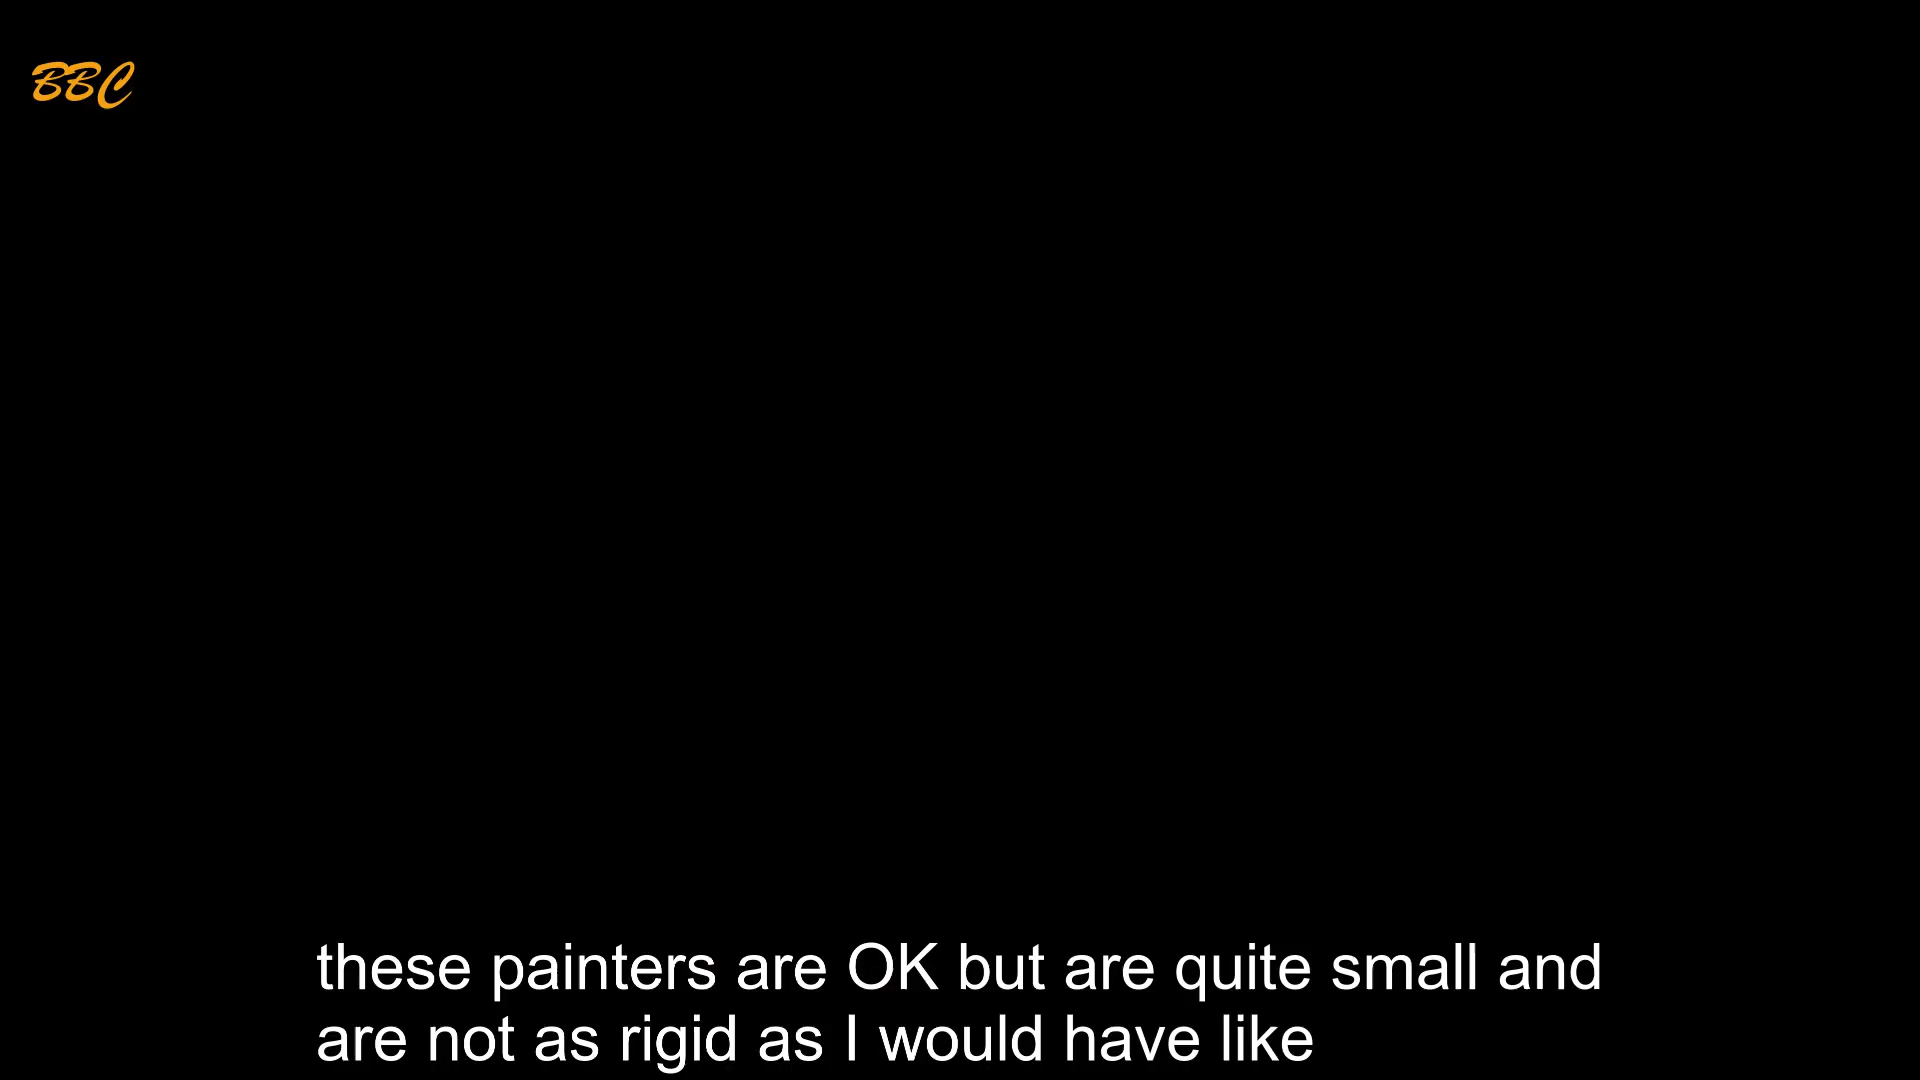 BBC
these painters are OK but are quite small and
are not as rigid as I would have like